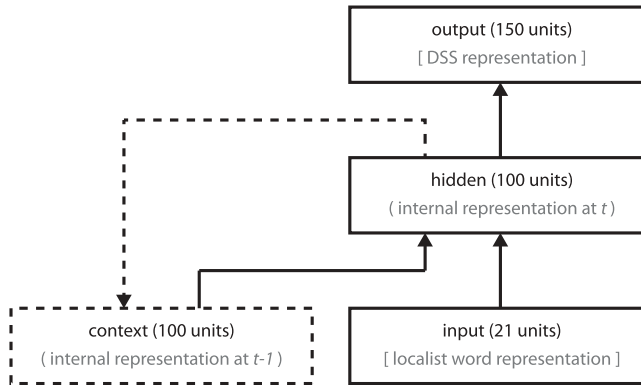 output (150 units)
[ DSS representation ]
hidden (100 units)
( internal representation at t )
context (100 units)
( internal representation at t-1 )
input (21 units)
[ localist word representation ]